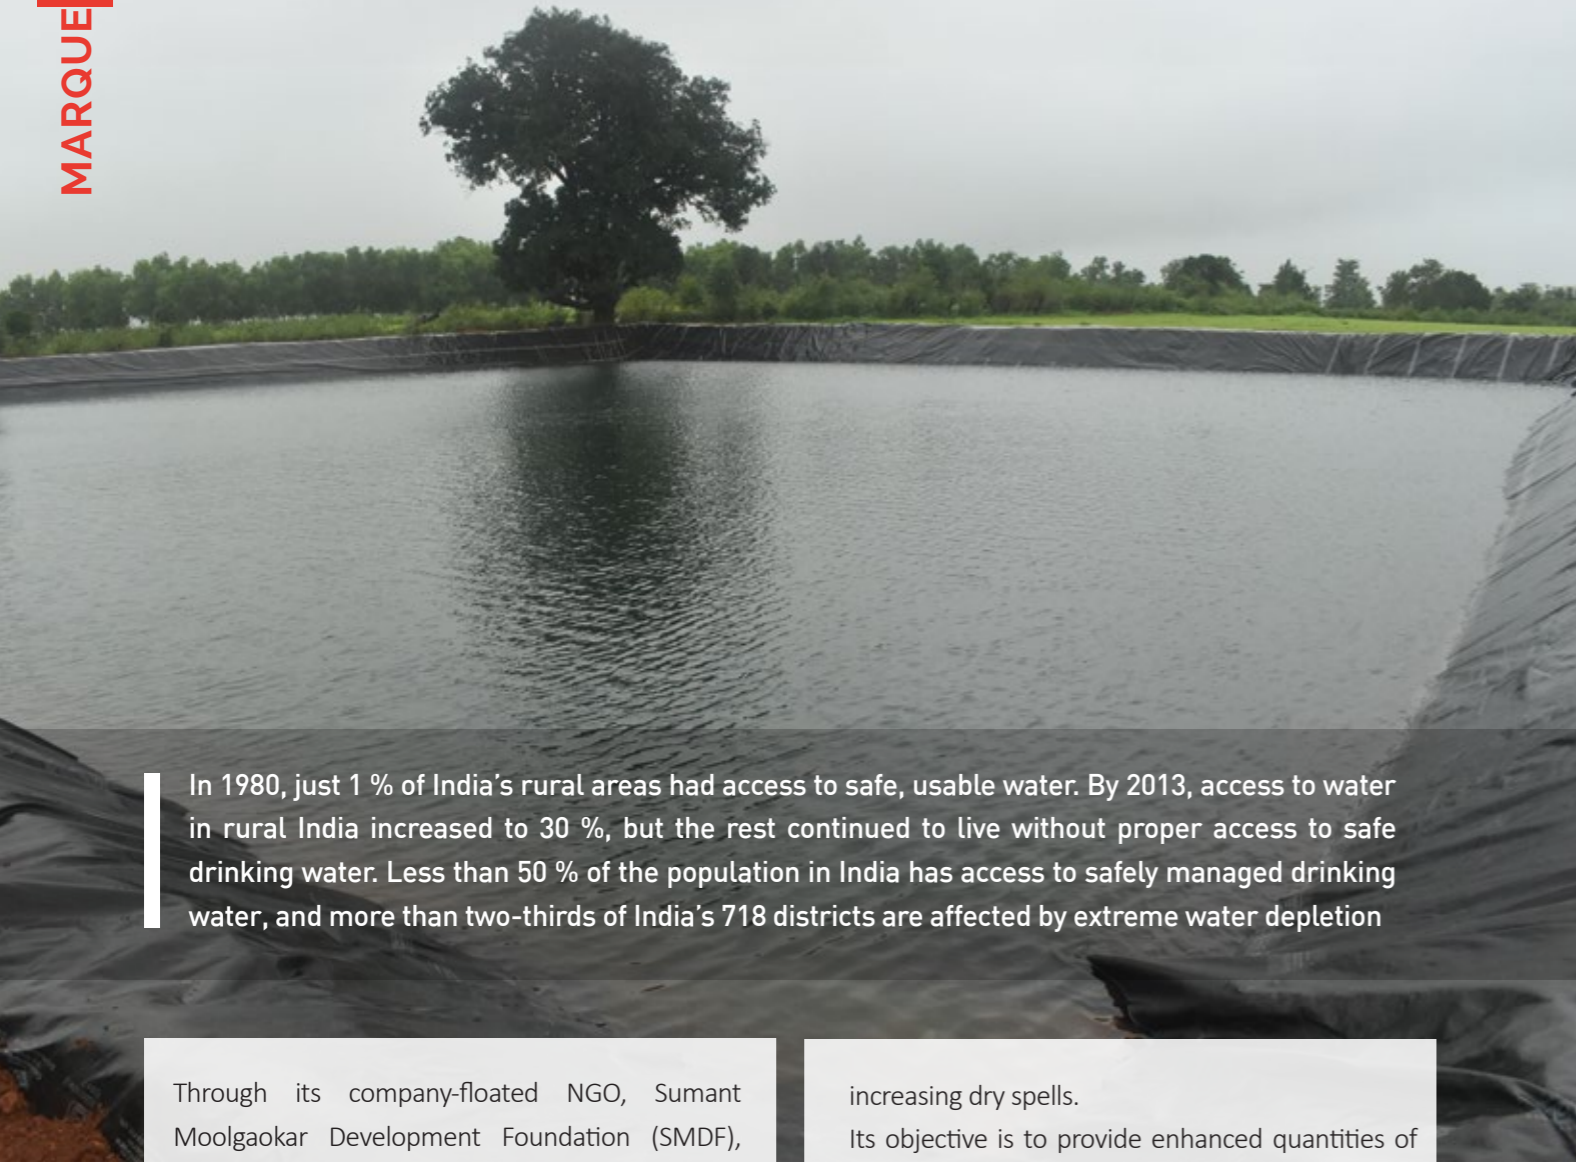 MARQUE
In 1980, just 1 % of India's rural areas had access to safe, usable water. By 2013, access to water
in rural India increased to 30 %, but the rest continued to live without proper access to safe
drinking water. Less than 50 % of the population in India has access to safely managed drinking
water, and more than two-thirds of India's 718 districts are affected by extreme water depletion
Through its company-floated NGO, Sumant
Moolgaokar Development Foundation (SMDF),
increasing dry spells.
Its objective is to provide enhanced quantities of